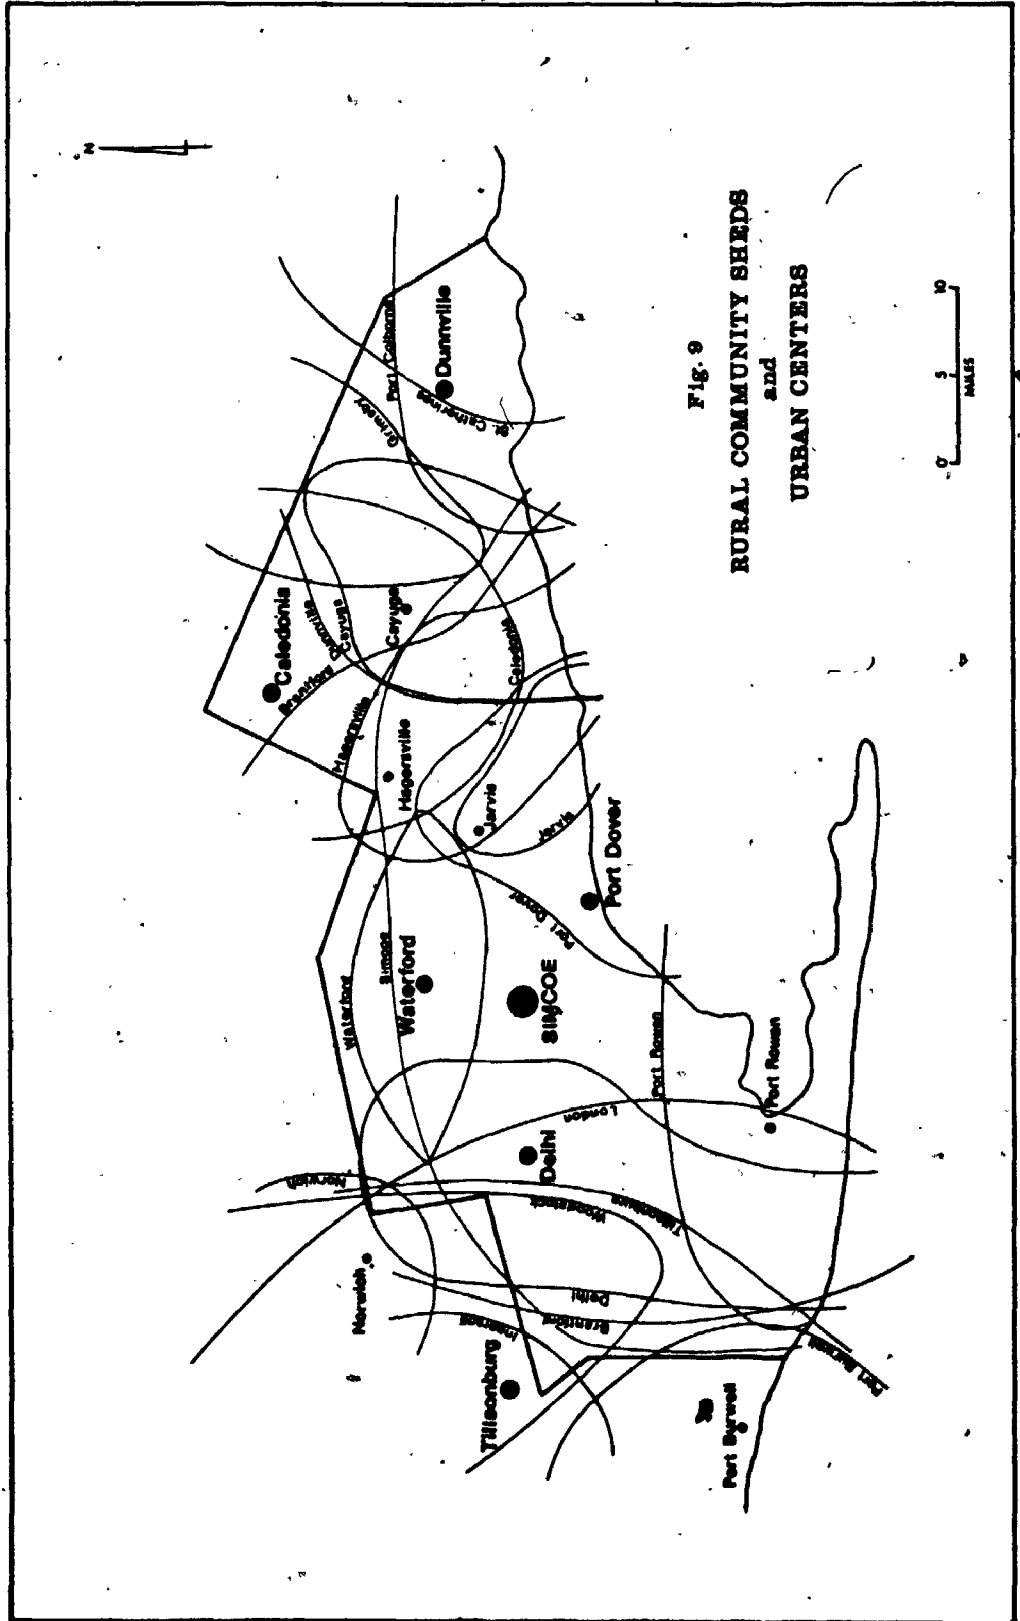 N
Caledonia
Brantford
Dunnville
Cayuga
Cayuga
Hagersville
Hagersville
Caledonia
Grimsby
Port Colborne
St. Catharines
Dunnville
Jarvis
Jarvis
Port Dover
Port Dover
Waterford
Simcoe
Waterford
SIMCOE
Port Rowan
Port Rowan
London
Delhi
Norwich
Norwich
Woodstock
Tillsonburg
Delhi
Brantford
Ingersoll
Tillsonburg
Port Burwell
Port Burwell
Fig. 9
RURAL COMMUNITY SHEDS
and
URBAN CENTERS
0 5 10
MILES